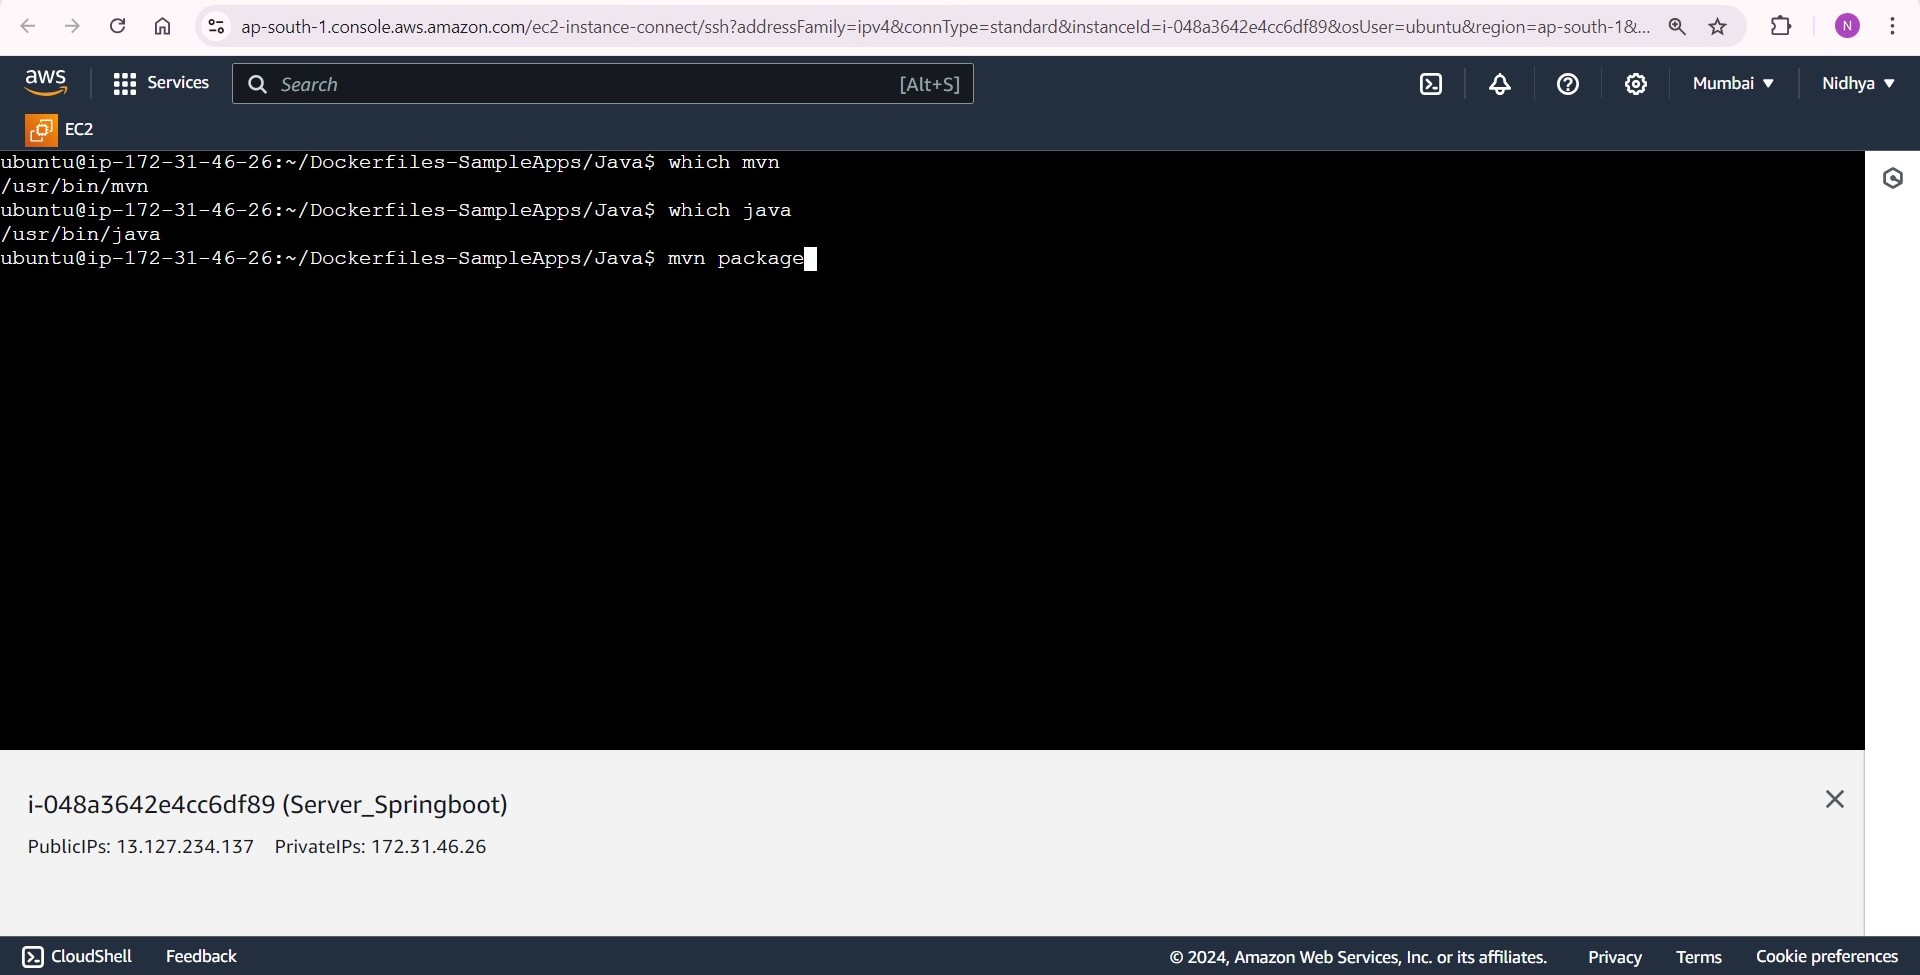 ap-south-1.console.aws.amazon.com/ec2-instance-connect/ssh?addressFamily=ipv4&connType=standard&instanceId=i-048a3642e4cc6df89&osUser=ubuntu&region=ap-south-1&...
N
aws
Services
Search
[Alt+S]
Mumbai ▼
Nidhya ▼
EC2
ubuntu@ip-172-31-46-26:~/Dockerfiles-SampleApps/Java$ which mvn
/usr/bin/mvn
ubuntu@ip-172-31-46-26:~/Dockerfiles-SampleApps/Java$ which java
/usr/bin/java
ubuntu@ip-172-31-46-26:~/Dockerfiles-SampleApps/Java$ mvn package
i-048a3642e4cc6df89 (Server_Springboot)
PublicIPs: 13.127.234.137 PrivateIPs: 172.31.46.26
CloudShell
Feedback
© 2024, Amazon Web Services, Inc. or its affiliates.
Privacy
Terms
Cookie preferences